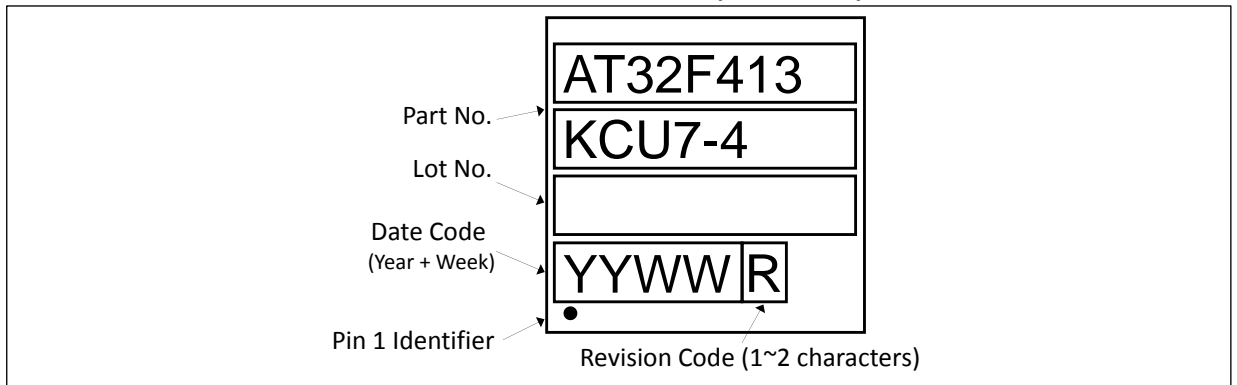 AT32F413
Part No.
KCU7-4
Lot No.
Date Code
(Year + Week)
YYWW R
Pin 1 Identifier
Revision Code (1~2 characters)